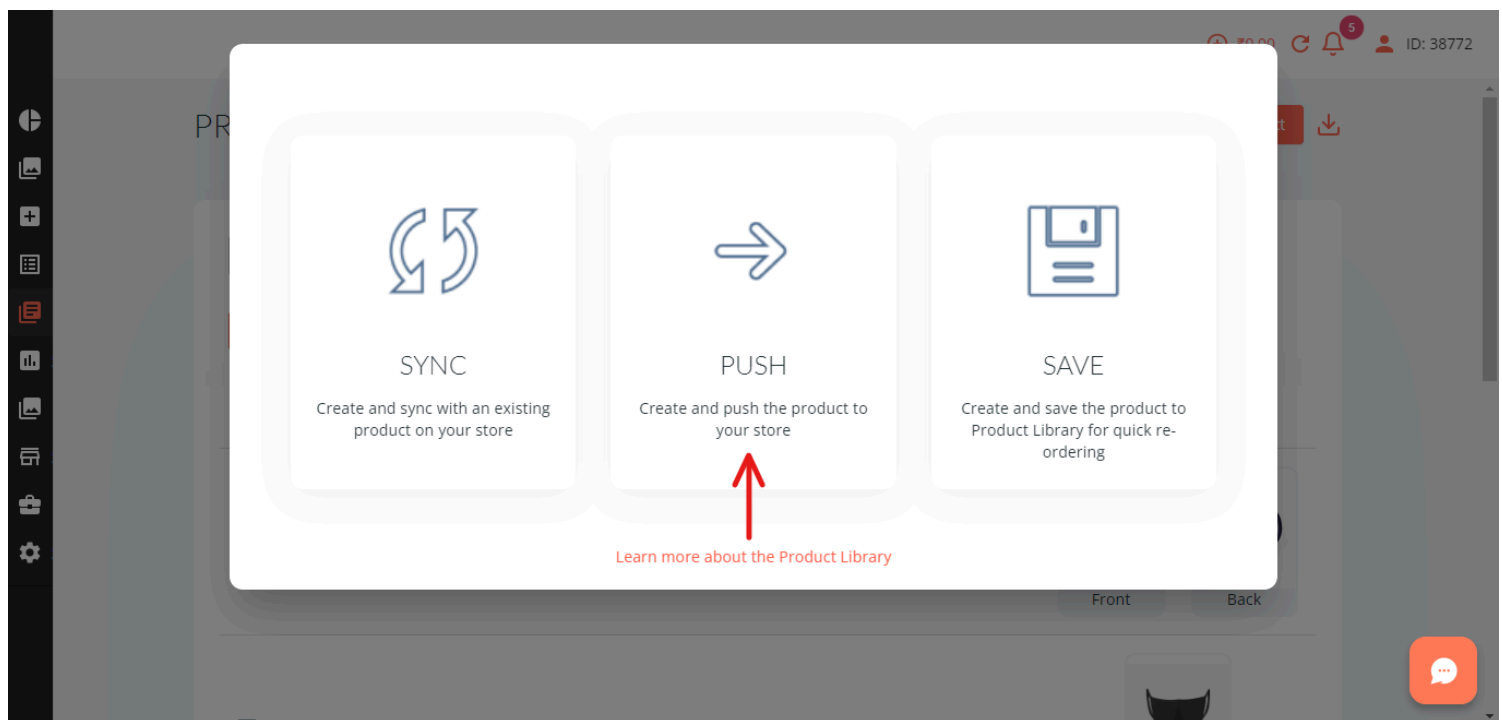 5
ID: 38772
PR
SYNC
Create and sync with an existing
product on your store
PUSH
Create and push the product to
your store
SAVE
Create and save the product to
Product Library for quick re-
ordering
Learn more about the Product Library
Front
Back